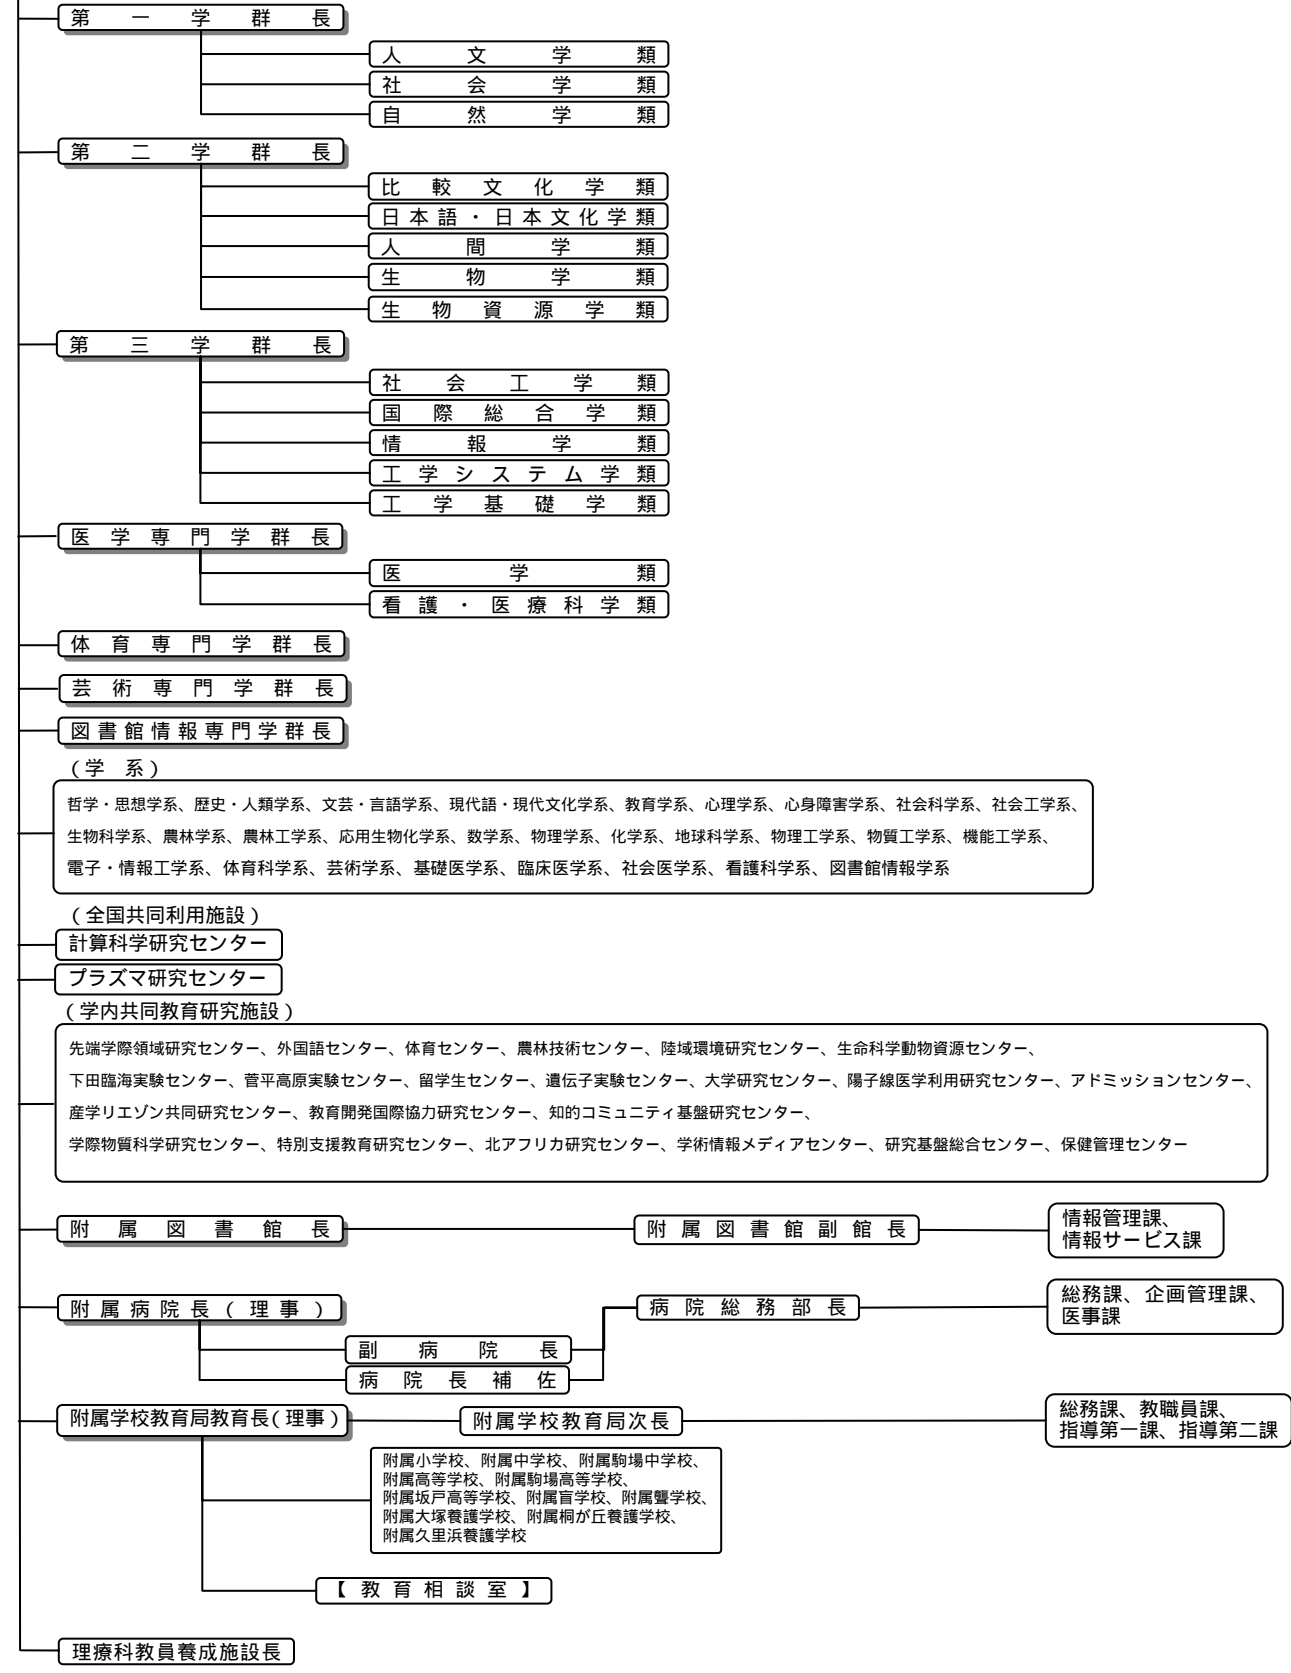 第一学群長
人文学類
社会学類
自然学類
第二学群長
比較文化学類
日本語・日本文化学類
人間学類
生物学類
生物資源学類
第三学群長
社会工学類
国際総合学類
情報学類
工学システム学類
工学基礎学類
医学専門学群長
医学類
看護・医療科学類
体育専門学群長
芸術専門学群長
図書館情報専門学群長
(学 系)
哲学・思想学系、歴史・人類学系、文芸・言語学系、現代語・現代文化学系、教育学系、心理学系、心身障害学系、社会科学系、社会工学系、
生物科学系、農林学系、農林工学系、応用生物化学系、数学系、物理学系、化学系、地球科学系、物理工学系、物質工学系、機能工学系、
電子・情報工学系、体育科学系、芸術学系、基礎医学系、臨床医学系、社会医学系、看護科学系、図書館情報学系
(全国共同利用施設)
計算科学研究センター
プラズマ研究センター
(学内共同教育研究施設)
先端学際領域研究センター、外国語センター、体育センター、農林技術センター、陸域環境研究センター、生命科学動物資源センター、
下田臨海実験センター、菅平高原実験センター、留学生センター、遺伝子実験センター、大学研究センター、陽子線医学利用研究センター、アドミッションセンター、
産学リエゾン共同研究センター、教育開発国際協力研究センター、知的コミュニティ基盤研究センター、
学際物質科学研究センター、特別支援教育研究センター、北アフリカ研究センター、学術情報メディアセンター、研究基盤総合センター、保健管理センター
附属図書館長
附属図書館副館長
情報管理課、
情報サービス課
附属病院長(理事)
病院総務部長
総務課、企画管理課、
医事課
副病院長
病院長補佐
附属学校教育局教育長(理事)
附属学校教育局次長
総務課、教職員課、
指導第一課、指導第二課
附属小学校、附属中学校、附属駒場中学校、
附属高等学校、附属駒場高等学校、
附属坂戸高等学校、附属盲学校、附属聾学校、
附属大塚養護学校、附属桐が丘養護学校、
附属久里浜養護学校
【教育相談室】
理療科教員養成施設長